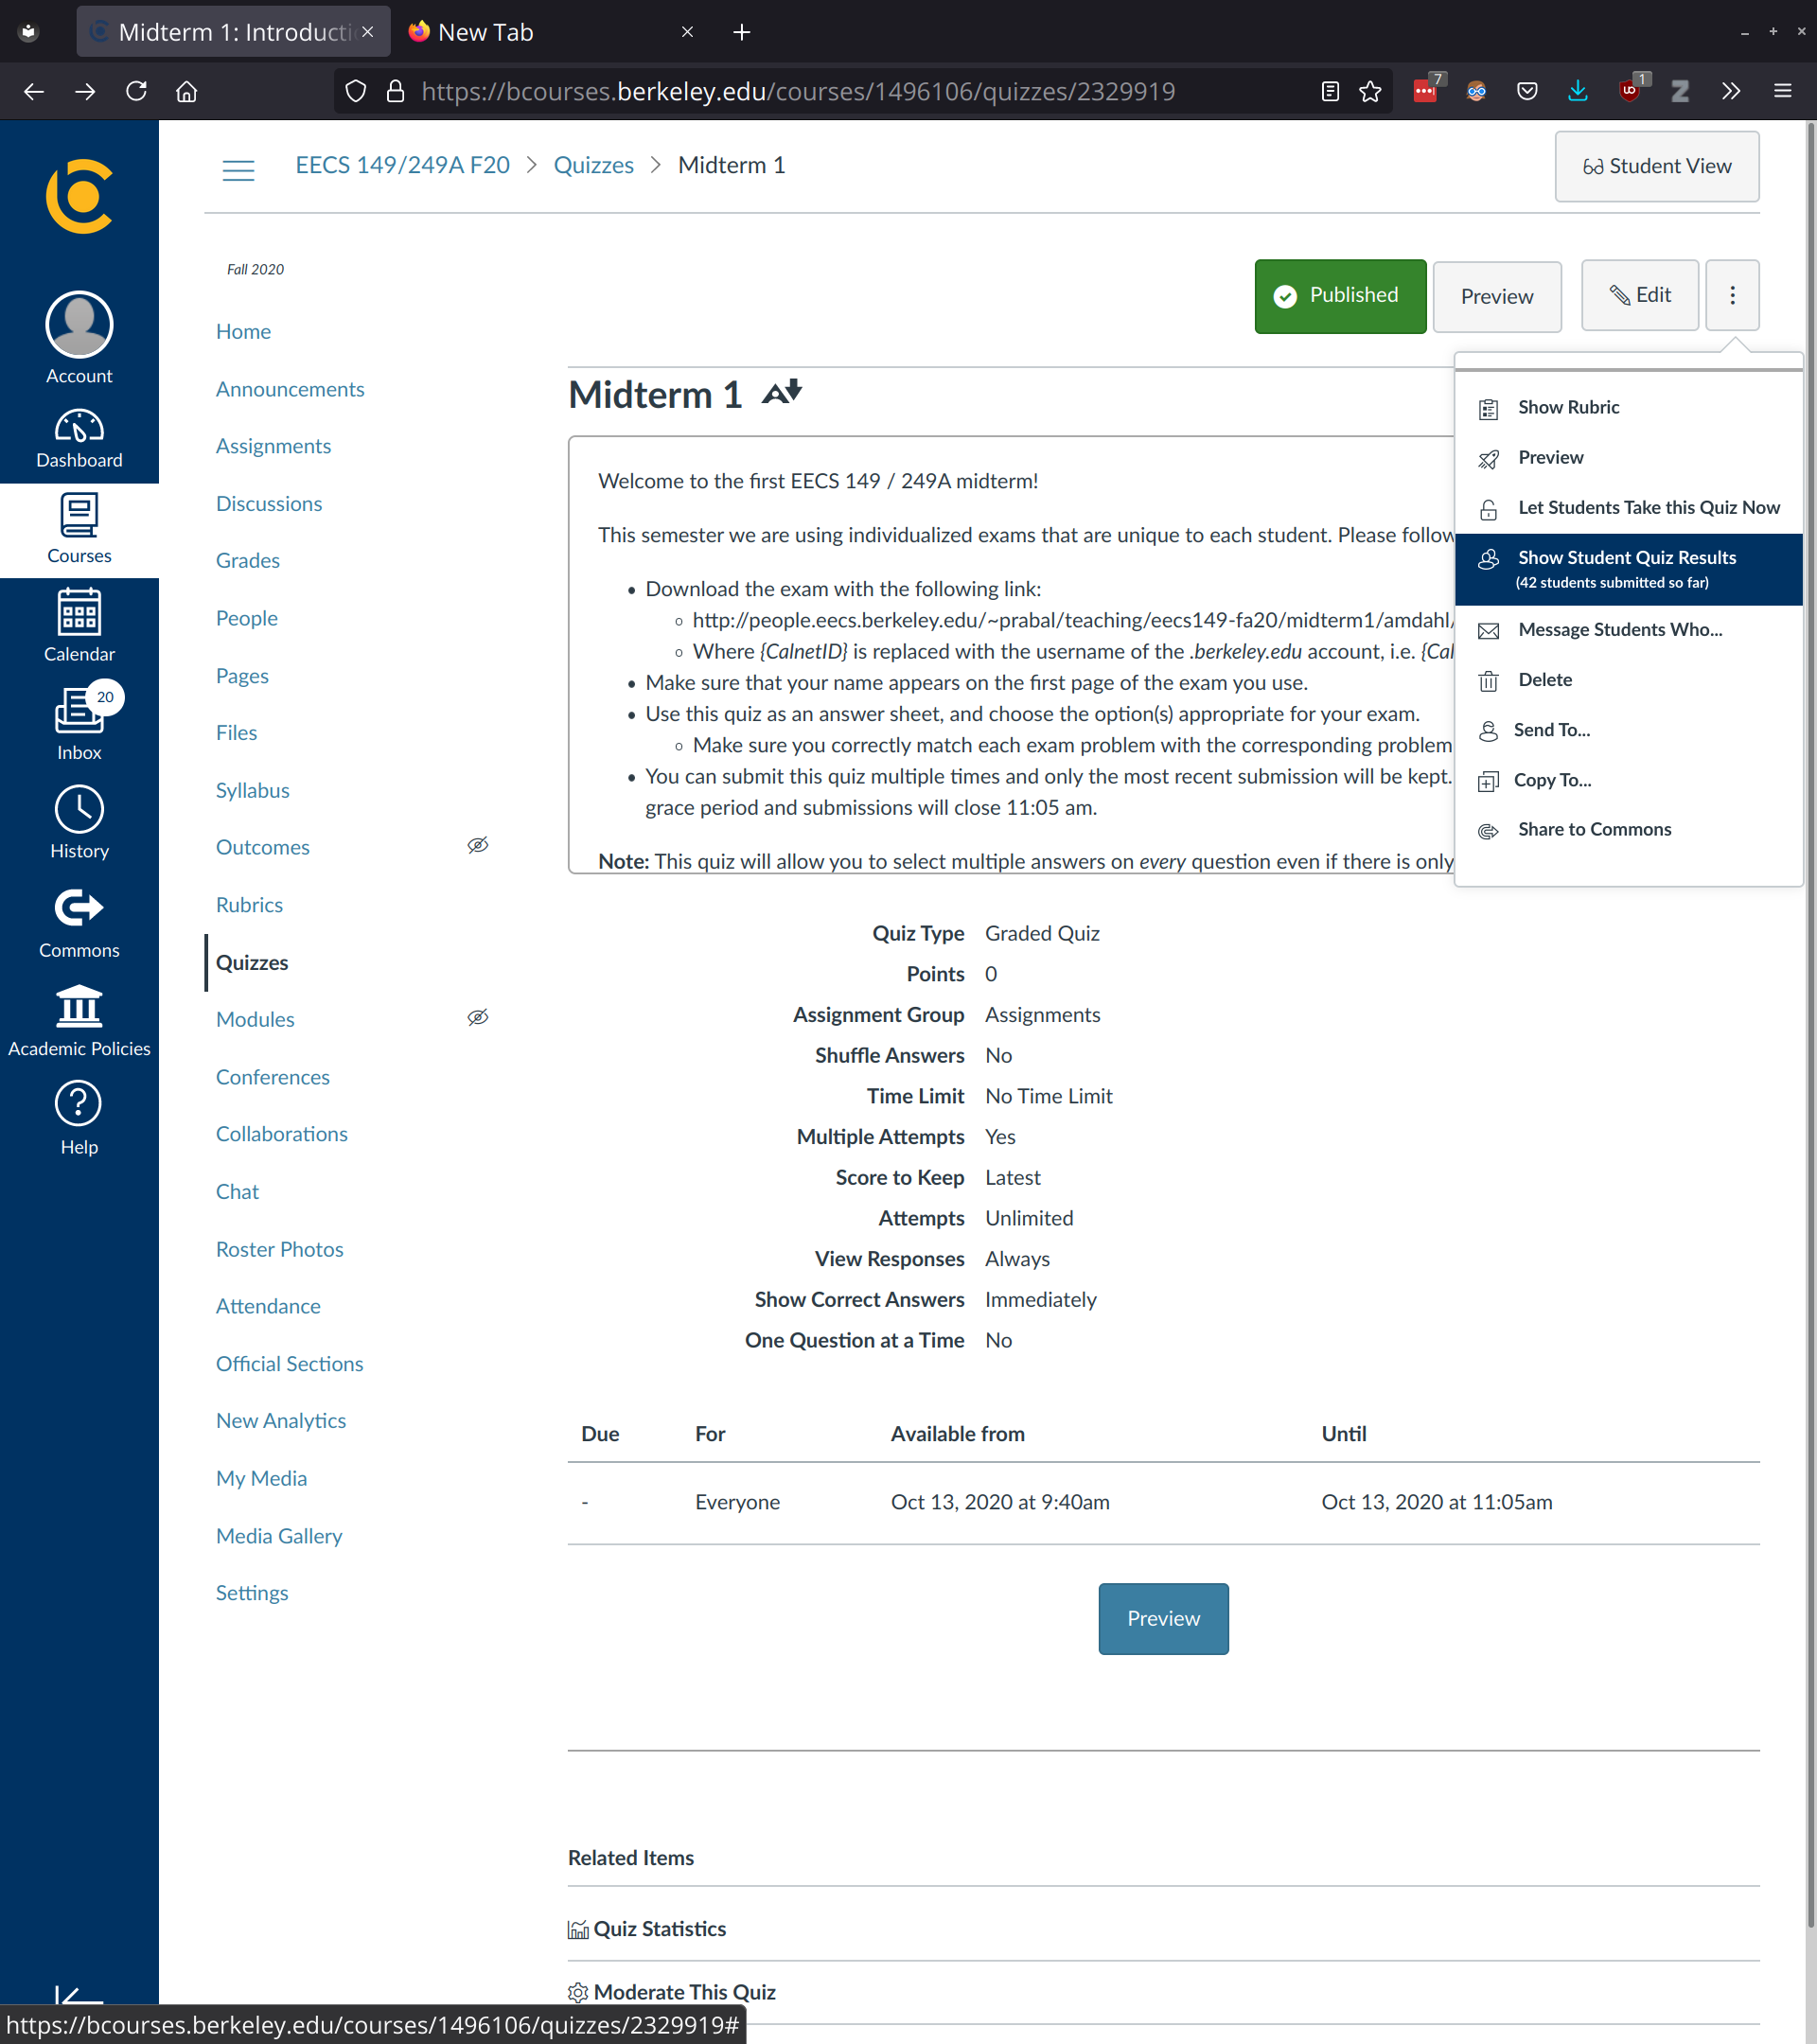 Midterm 1: Introducti
New Tab
https://bcourses.berkeley.edu/courses/1496106/quizzes/2329919
7
1
EECS 149/249A F20 > Quizzes > Midterm 1
Student View
Account
Dashboard
Courses
Calendar
20
Inbox
History
Commons
Academic Policies
Help
Fall 2020
Home
Announcements
Assignments
Discussions
Grades
People
Pages
Files
Syllabus
Outcomes
Rubrics
Quizzes
Modules
Conferences
Collaborations
Chat
Roster Photos
Attendance
Official Sections
New Analytics
My Media
Media Gallery
Settings
Published
Preview
Edit
Midterm 1
Welcome to the first EECS 149 / 249A midterm!
This semester we are using individualized exams that are unique to each student. Please follow
Download the exam with the following link:
http://people.eecs.berkeley.edu/~prabal/teaching/eecs149-fa20/midterm1/amdahl/
Where {CalnetID} is replaced with the username of the .berkeley.edu account, i.e. {Cal
Make sure that your name appears on the first page of the exam you use.
Use this quiz as an answer sheet, and choose the option(s) appropriate for your exam.
Make sure you correctly match each exam problem with the corresponding problem
You can submit this quiz multiple times and only the most recent submission will be kept.
grace period and submissions will close 11:05 am.
Note: This quiz will allow you to select multiple answers on every question even if there is only
Show Rubric
Preview
Let Students Take this Quiz Now
Show Student Quiz Results
(42 students submitted so far)
Message Students Who...
Delete
Send To...
Copy To...
Share to Commons
Quiz Type Graded Quiz
Points 0
Assignment Group Assignments
Shuffle Answers No
Time Limit No Time Limit
Multiple Attempts Yes
Score to Keep Latest
Attempts Unlimited
View Responses Always
Show Correct Answers Immediately
One Question at a Time No
Due For Available from Until
- Everyone Oct 13, 2020 at 9:40am Oct 13, 2020 at 11:05am
Preview
Related Items
Quiz Statistics
Moderate This Quiz
https://bcourses.berkeley.edu/courses/1496106/quizzes/2329919#